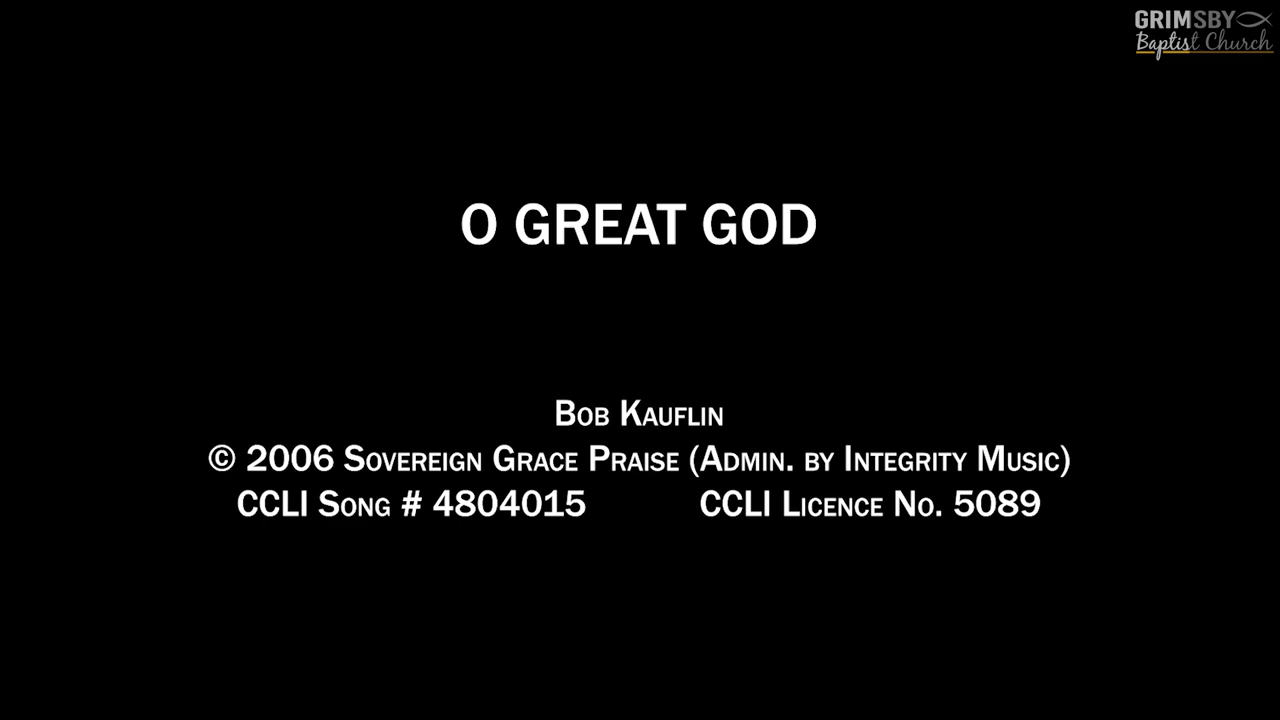 GRIMSBY
Baptist Church
O GREAT GOD
BOB KAUFLIN
© 2006 SOVEREIGN GRACE PRAISE (ADMIN. BY INTEGRITY MUSIC)
CCLI SONG # 4804015 CCLI LICENCE NO. 5089